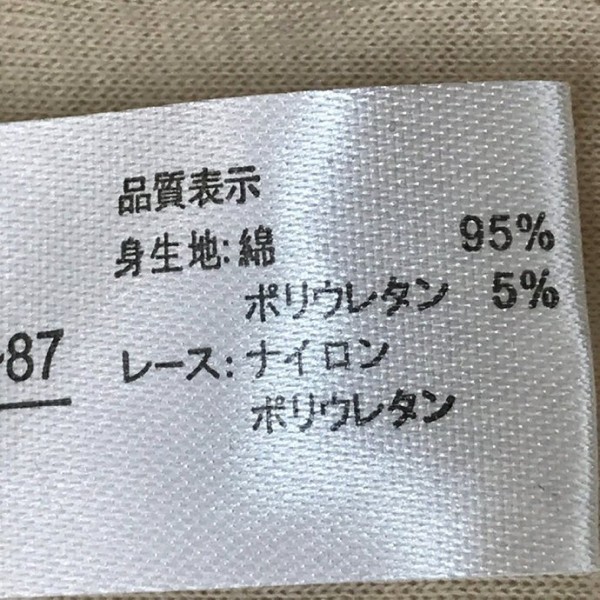 品質表示
身生地:綿 95%
ポリウレタン 5%
レース:ナイロン
ポリウレタン
87